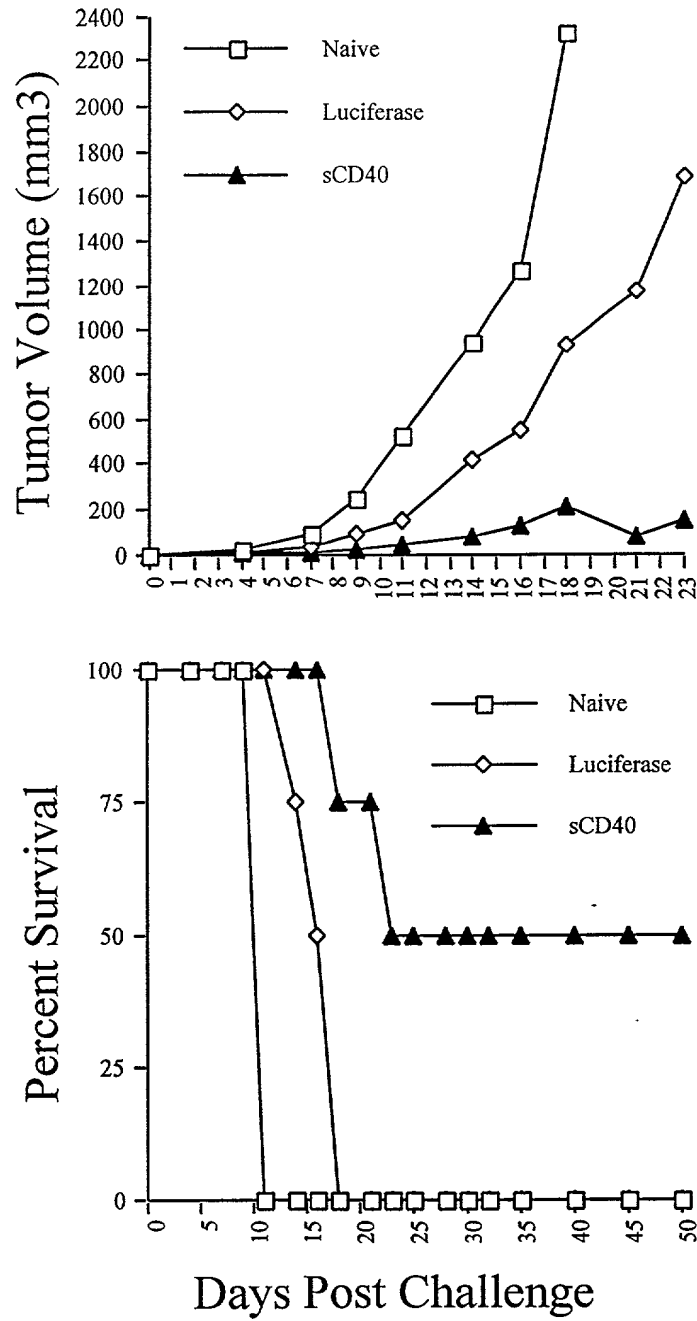 Tumor Volume (mm3)
2400
2200
2000
1800
1600
1400
1200
1000
800
600
400
200
0
Naive
Luciferase
sCD40
0 1 2 3 4 5 6 7 8 9 10 11 12 13 14 15 16 17 18 19 20 21 22 23
Percent Survival
100
75
50
25
0
Naive
Luciferase
sCD40
0 5 10 15 20 25 30 35 40 45 50
Days Post Challenge